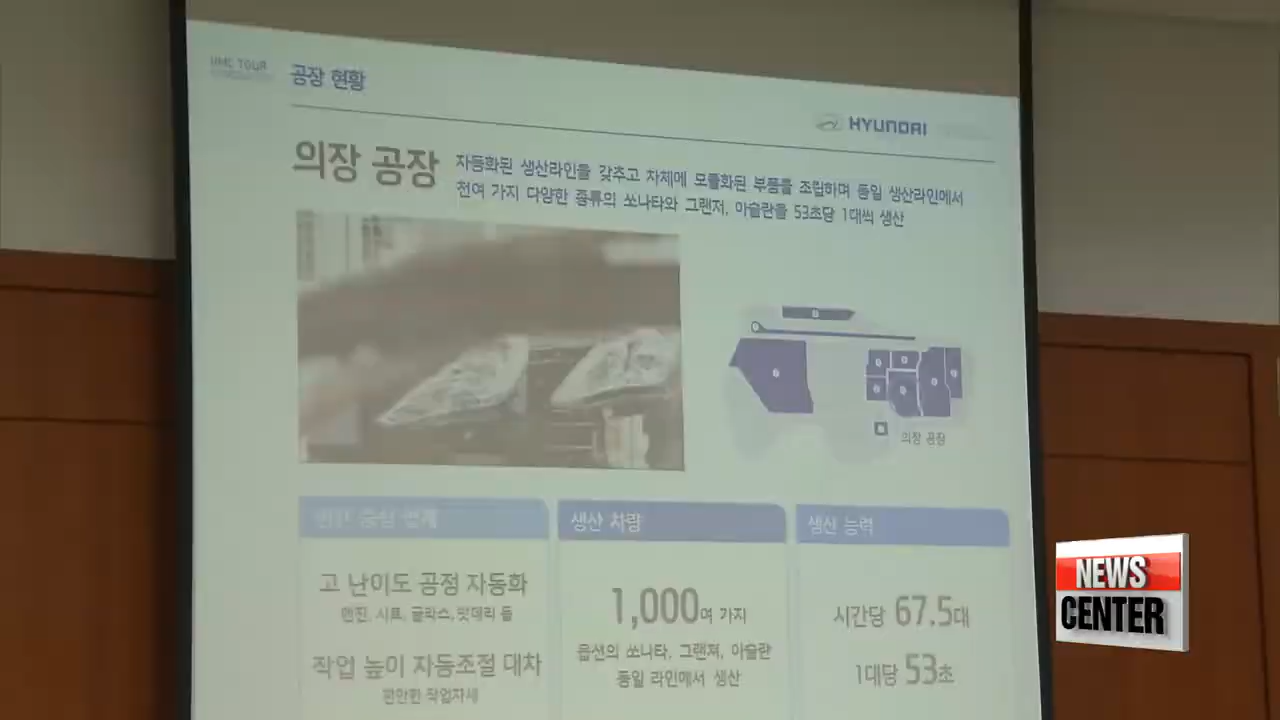 HMC TOUR
공장 현황
HYUNDAI
의장 공장
자동화된 생산라인을 갖추고 차체에 모듈화된 부품을 조립하며 동일 생산라인에서
천여 가지 다양한 종류의 쏘나타와 그랜저, 아슬란을 53초당 1대씩 생산
의장 공장
생산 차량
생산 능력
고 난이도 공정 자동화
엔진, 시트, 글라스, 밧데리 등
작업 높이 자동조절 대차
편안한 작업자세
1,000여 가지
옵션의 쏘나타, 그랜져, 아슬란
동일 라인에서 생산
시간당 67.5대
1대당 53초
NEWS
CENTER